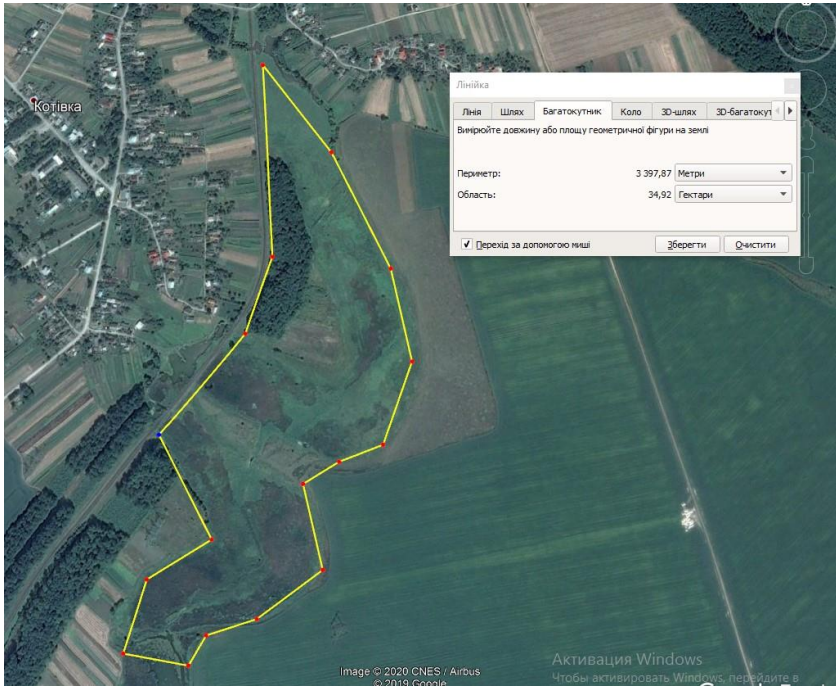 Котівка
Лінійка
Лінія Шлях Багатокутник Коло 3D-шлях 3D-багатокут
Вимірюйте довжину або площу геометричної фігури на землі
Периметр: 3 397,87 Метри
Область: 34,92 Гектари
Перехід за допомогою миші Зберегти Очистити
Image © 2020 CNES / Airbus
© 2019 Google
Активация Windows
Чтобы активировать Windows, перейдите в